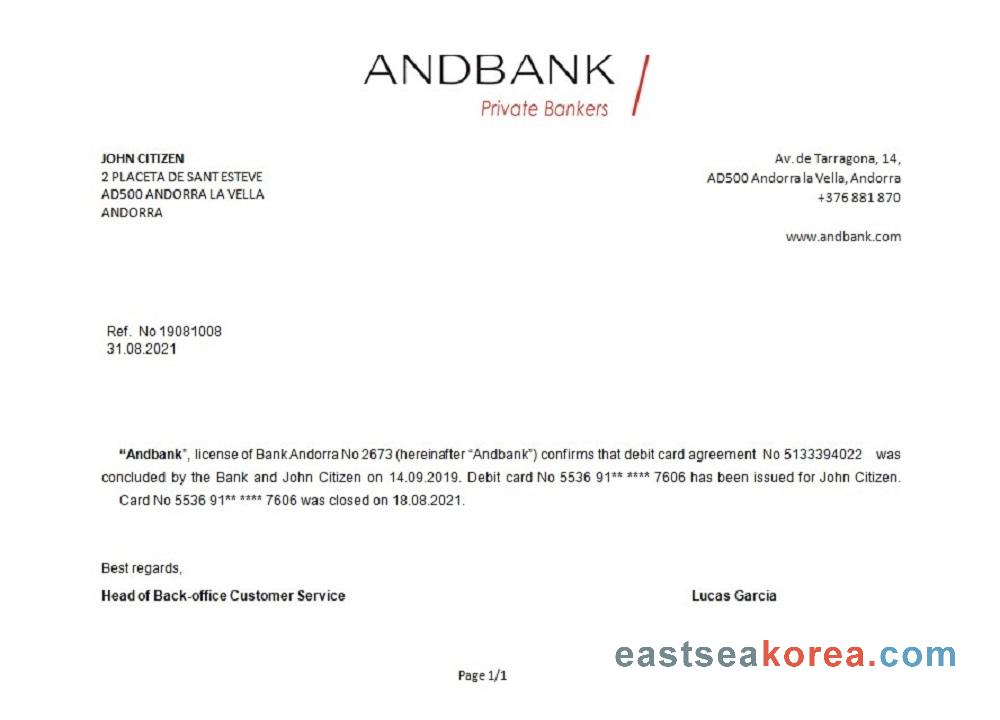 ANDBANK
Private Bankers
JOHN CITIZEN
2 PLACETA DE SANT ESTEVE
AD500 ANDORRA LA VELLA
ANDORRA
Av. de Tarragona, 14,
AD500 Andorra la Vella, Andorra
+376 881 870
www.andbank.com
Ref. No 19081008
31.08.2021
“Andbank”, license of Bank Andorra No 2673 (hereinafter “Andbank”) confirms that debit card agreement No 5133394022 was
concluded by the Bank and John Citizen on 14.09.2019. Debit card No 5536 91** **** 7606 has been issued for John Citizen.
Card No 5536 91** **** 7606 was closed on 18.08.2021.
Best regards,
Head of Back-office Customer Service
Lucas Garcia
eastseakorea.com
Page 1/1